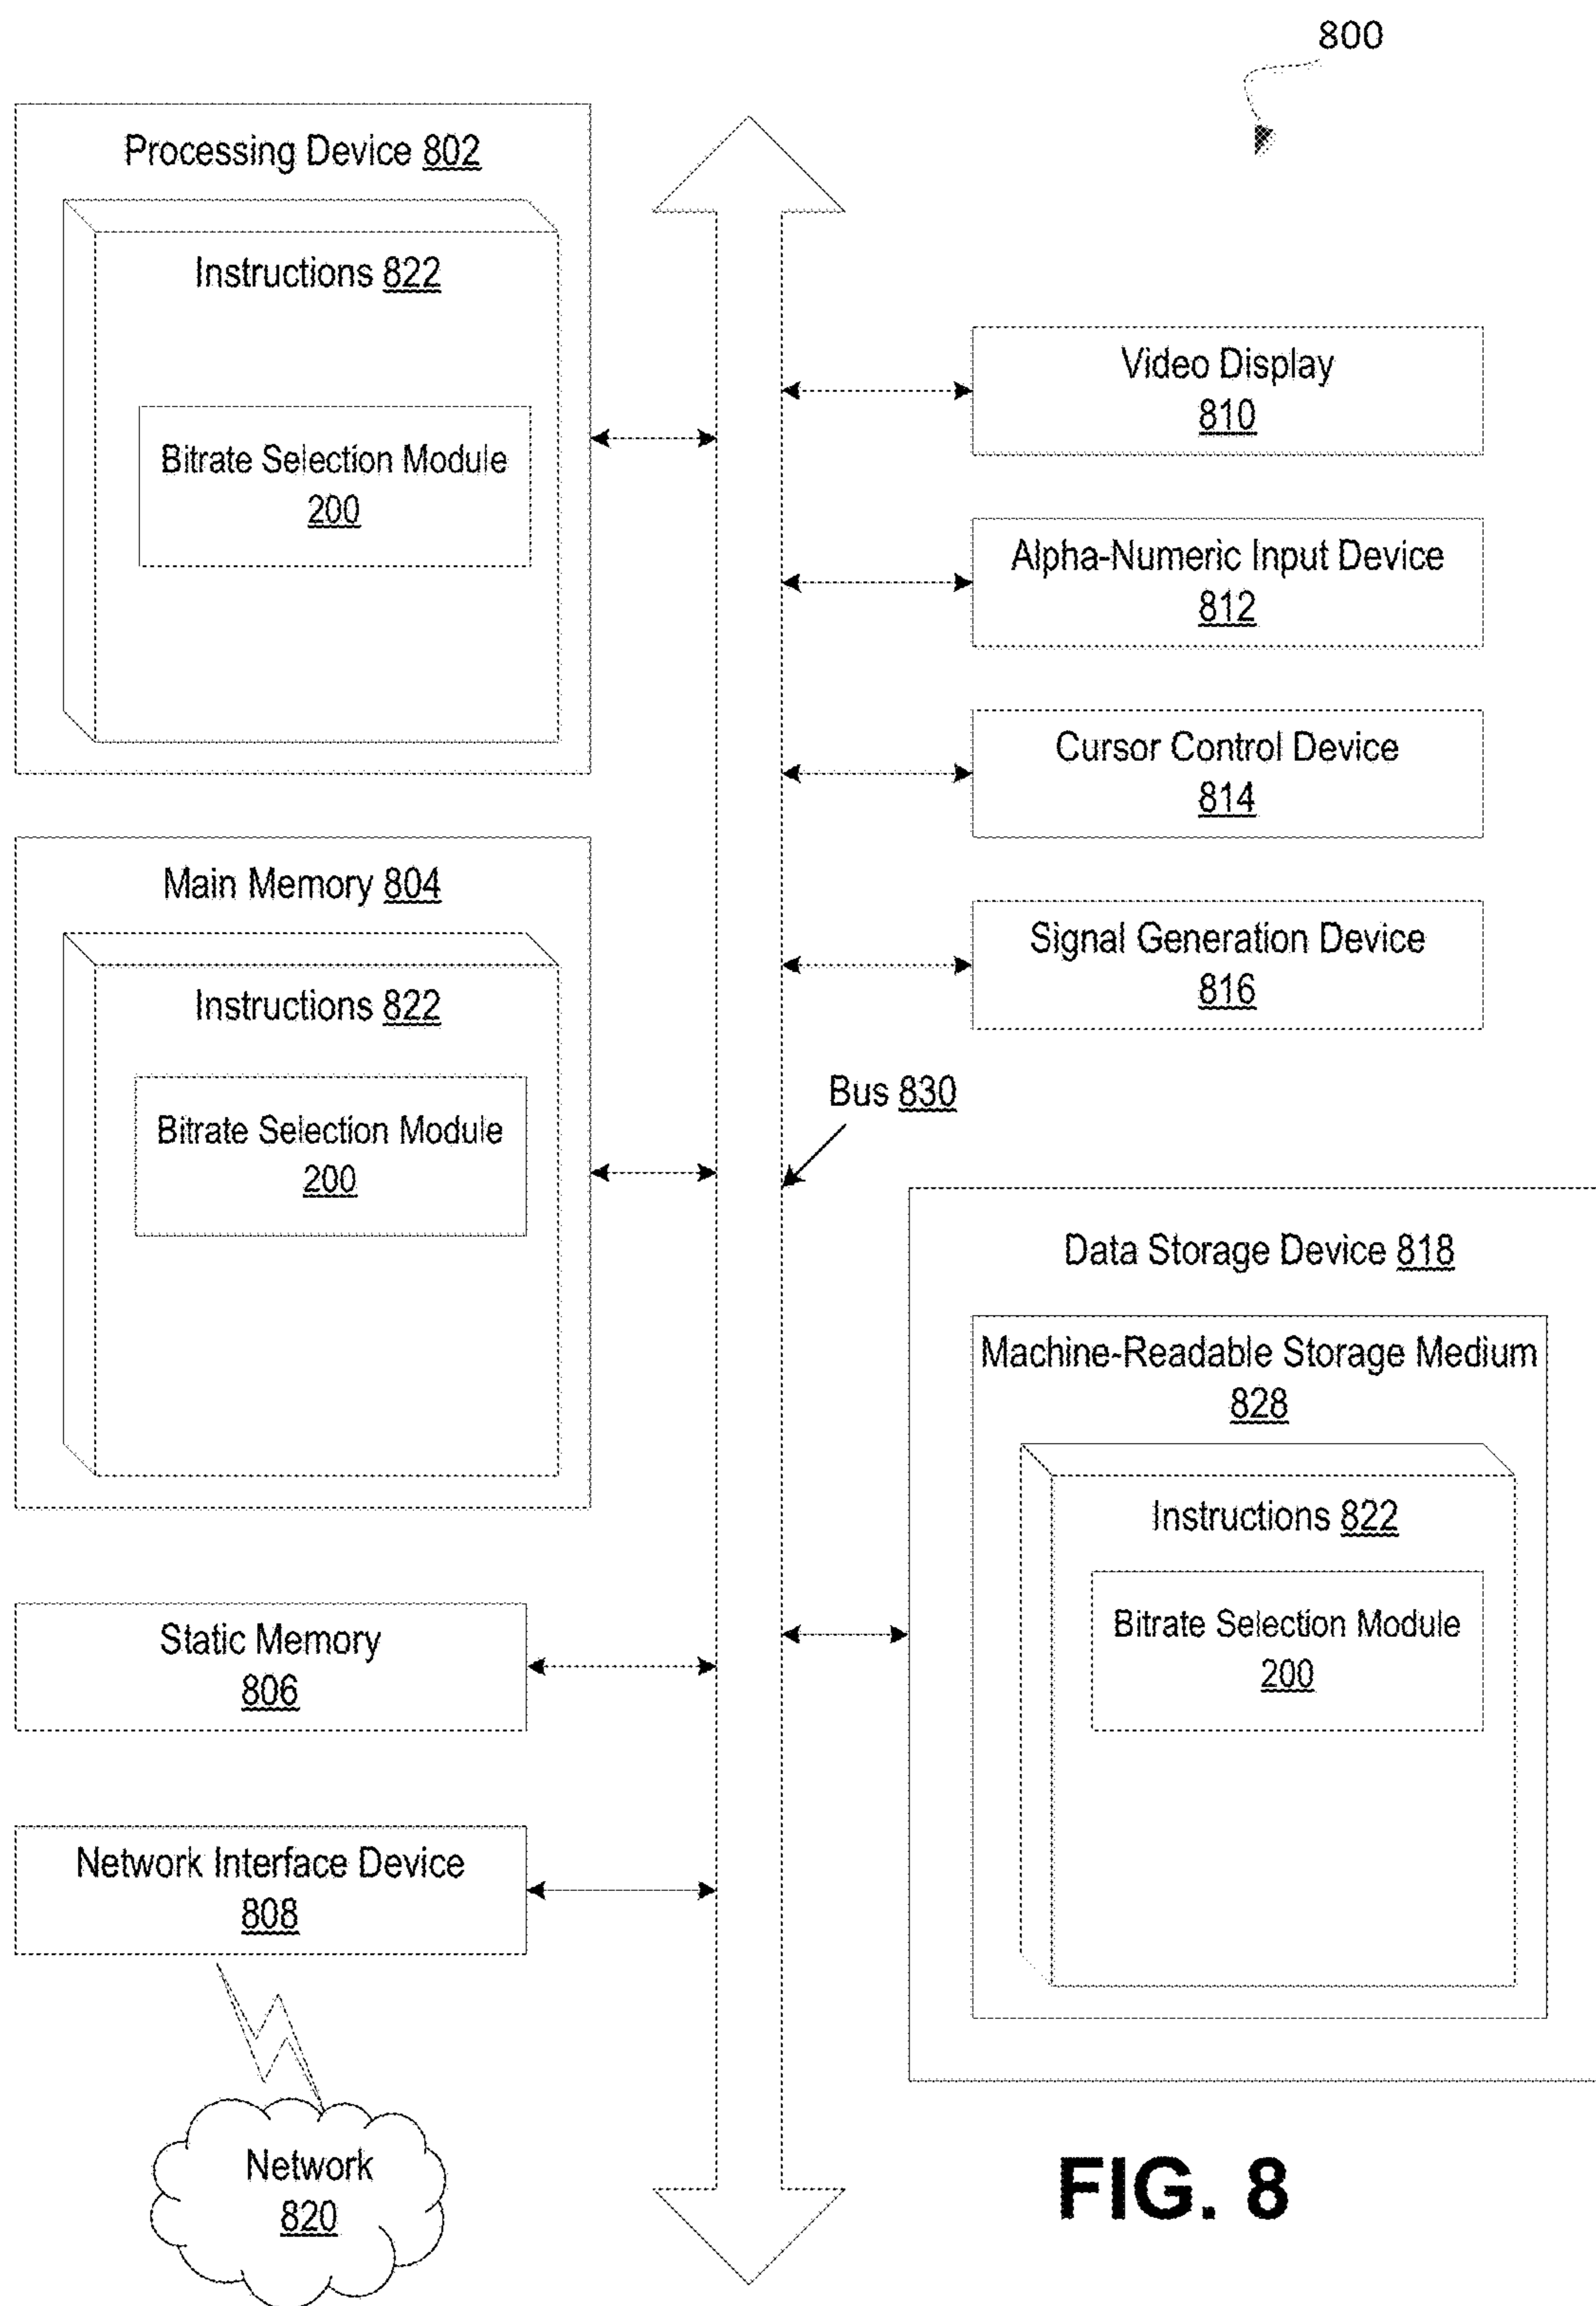 800
Processing Device 802
Instructions 822
Bitrate Selection Module
200
Video Display
810
Alpha-Numeric Input Device
812
Cursor Control Device
814
Signal Generation Device
816
Main Memory 804
Instructions 822
Bitrate Selection Module
200
Bus 830
Data Storage Device 818
Machine-Readable Storage Medium
828
Instructions 822
Bitrate Selection Module
200
Static Memory
806
Network Interface Device
808
Network
820
FIG. 8